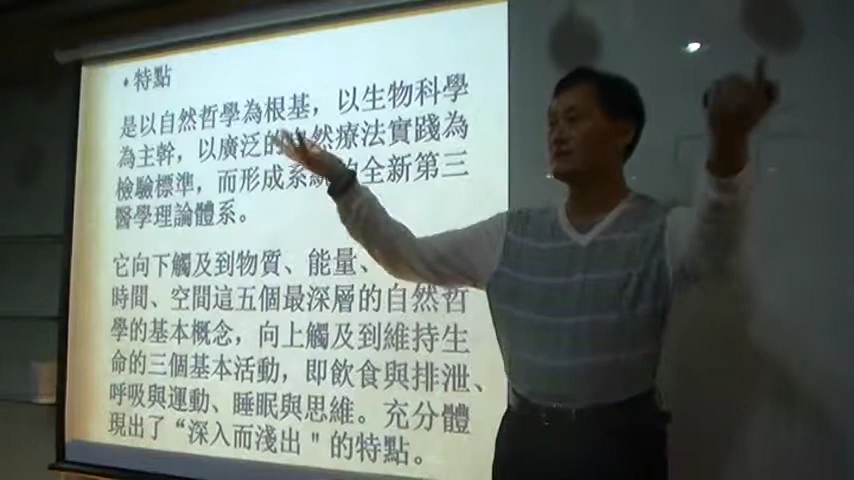 • 特點
是以自然哲學為根基，以生物科學
為主幹，以廣泛的自然療法實踐為
檢驗標準，而形成系統的全新第三
醫學理論體系。
它向下觸及到物質、能量、
時間、空間這五個最深層的自然哲
學的基本概念，向上觸及到維持生
命的三個基本活動，即飲食與排泄、
呼吸與運動、睡眠與思維。充分體
現出了“深入而淺出＂的特點。